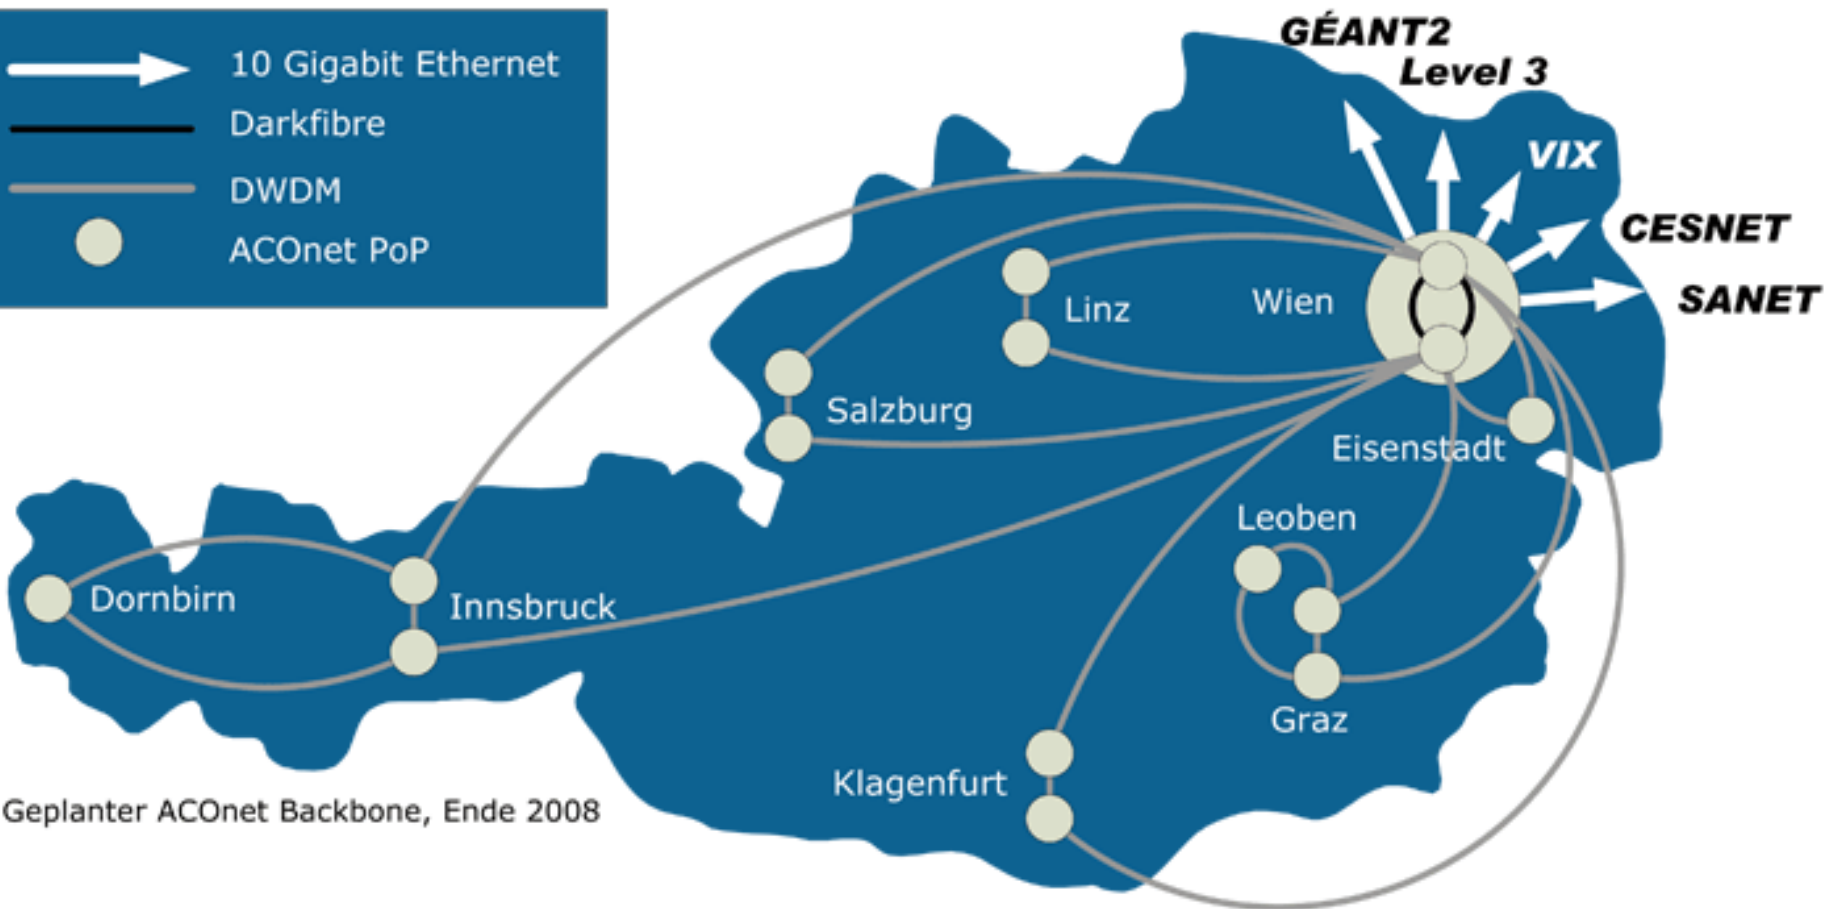 10 Gigabit Ethernet
Darkfibre
DWDM
ACOnet PoP
GÉANT2
Level 3
VIX
CESNET
SANET
Wien
Linz
Salzburg
Eisenstadt
Leoben
Dornbirn
Innsbruck
Graz
Klagenfurt
Geplanter ACOnet Backbone, Ende 2008